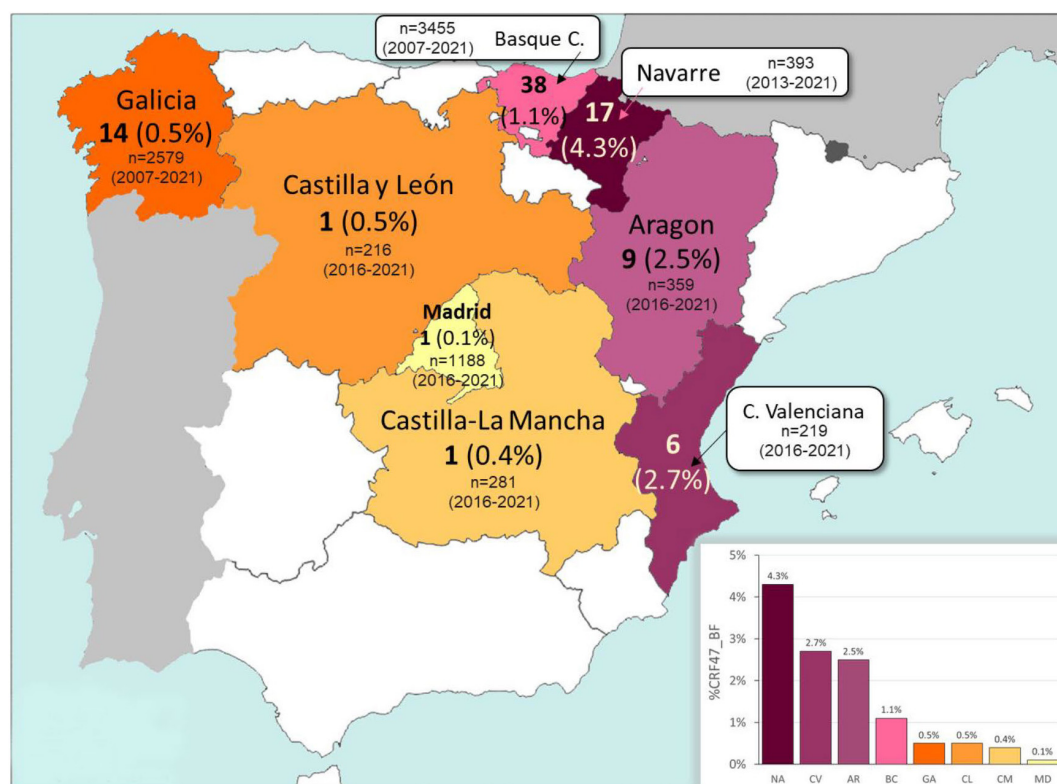 n=3455
(2007-2021)
Basque C.
Navarre
n=393
(2013-2021)
38
(1.1%)
17
(4.3%)
Galicia
14 (0.5%)
n=2579
(2007-2021)
Castilla y León
1 (0.5%)
n=216
(2016-2021)
Aragon
9 (2.5%)
n=359
(2016-2021)
Madrid
1 (0.1%)
n=1188
(2016-2021)
Castilla-La Mancha
1 (0.4%)
n=281
(2016-2021)
6
(2.7%)
C. Valenciana
n=219
(2016-2021)
%CRF47_BF
5%
4%
3%
2%
1%
0%
4.3%
2.7%
2.5%
1.1%
0.5%
0.5%
0.4%
0.1%
NA CV AR BC GA CL CM MD